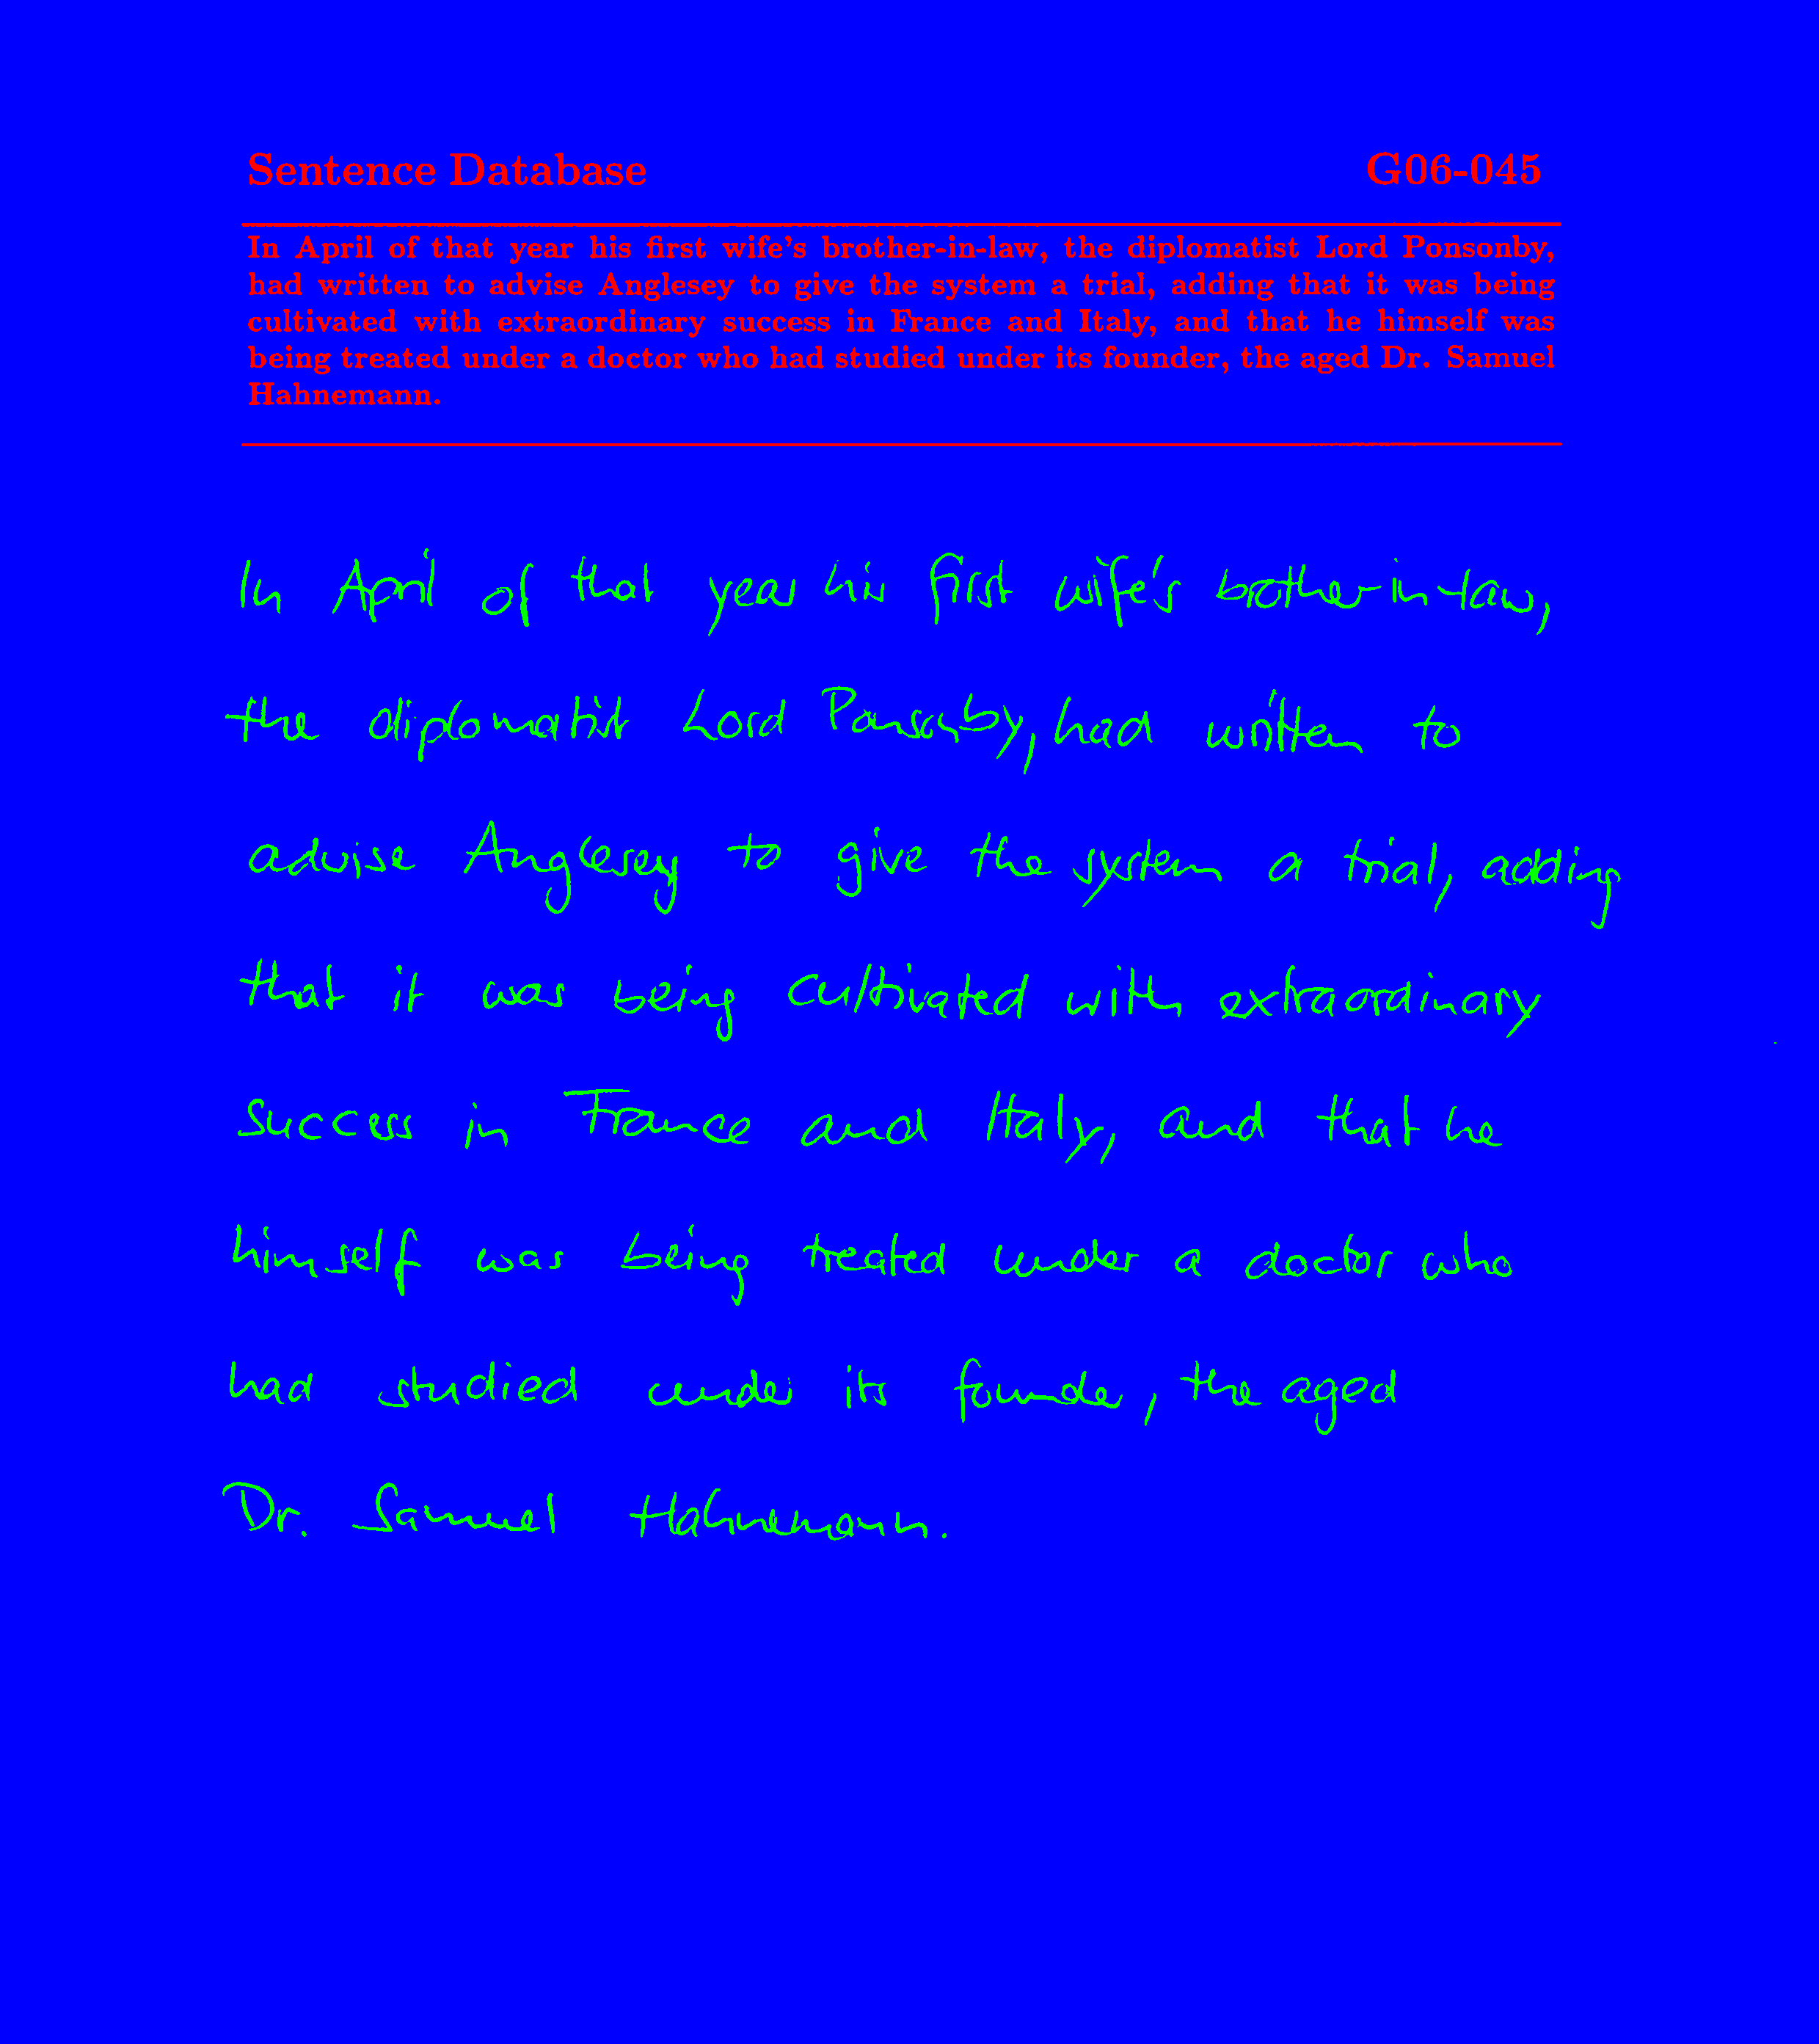 Sentence Database G06-045
In April of that year his first wife's brother-in-law, the diplomatist Lord Ponsonby,
had written to advise Anglesey to give the system a trial, adding that it was being
cultivated with extraordinary success in France and Italy, and that he himself was
being treated under a doctor who had studied under its founder, the aged Dr. Samuel
Hahnemann.
In April of that year his first wife's brother-in-law,
the diplomatist Lord Ponsonby, had written to
advise Anglesey to give the system a trial, adding
that it was being cultivated with extraordinary
success in France and Italy, and that he
himself was being treated under a doctor who
had studied under its founder, the aged
Dr. Samuel Hahnemann.